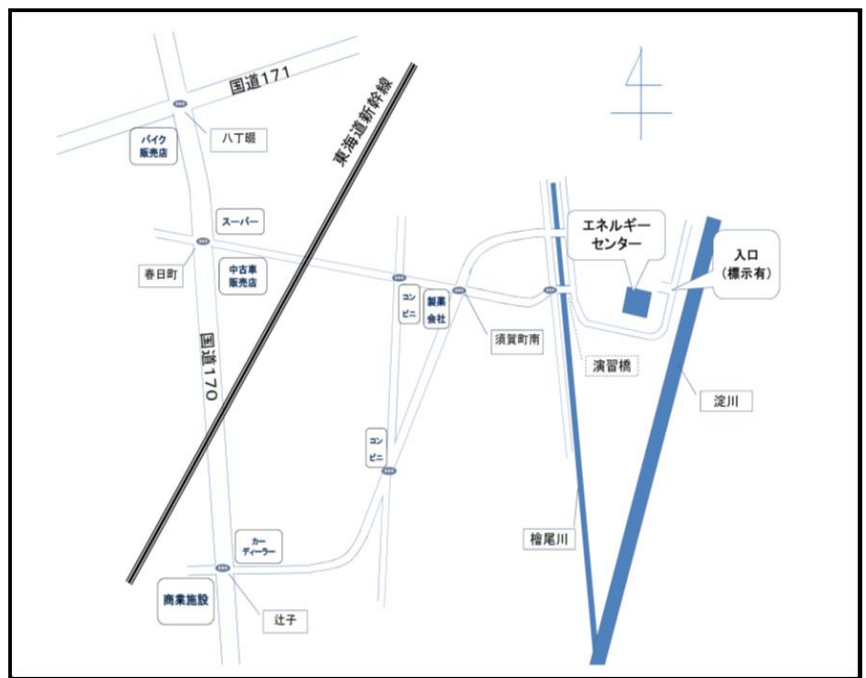 国道171
東海道新幹線
八丁畷
バイク
販売店
スーパー
エネルギー
センター
入口
（標示有）
春日町
中古車
販売店
コン
ビニ
製薬
会社
須賀町南
国道170
演習橋
淀川
コン
ビニ
檜尾川
カー
ディーラー
商業施設
辻子